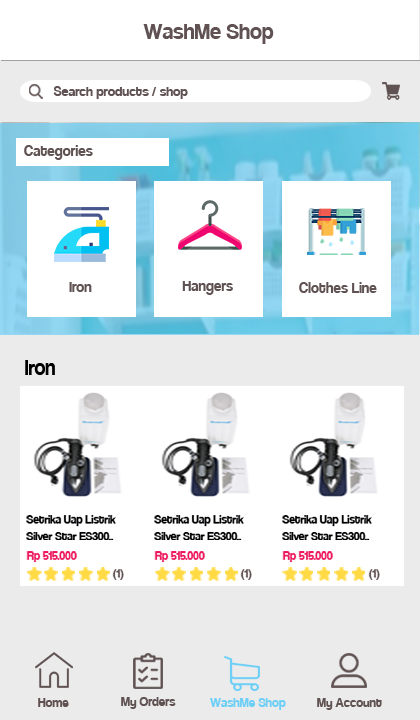 WashMe Shop
Search products / shop
Categories
Iron
Hangers
Clothes Line
Iron
Setrika Uap Listrik
Silver Star ES300..
Rp 515.000
(1)
Setrika Uap Listrik
Silver Star ES300..
Rp 515.000
(1)
Setrika Uap Listrik
Silver Star ES300..
Rp 515.000
(1)
Home
My Orders
WashMe Shop
My Account